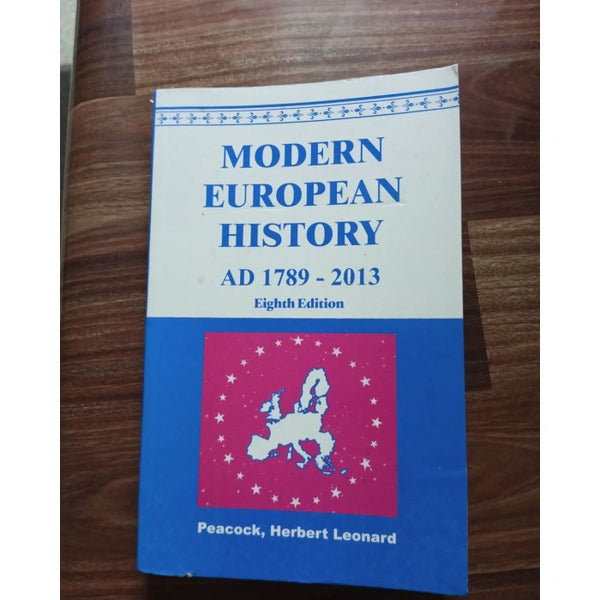 MODERN
EUROPEAN
HISTORY
AD 1789 - 2013
Eighth Edition
Peacock, Herbert Leonard